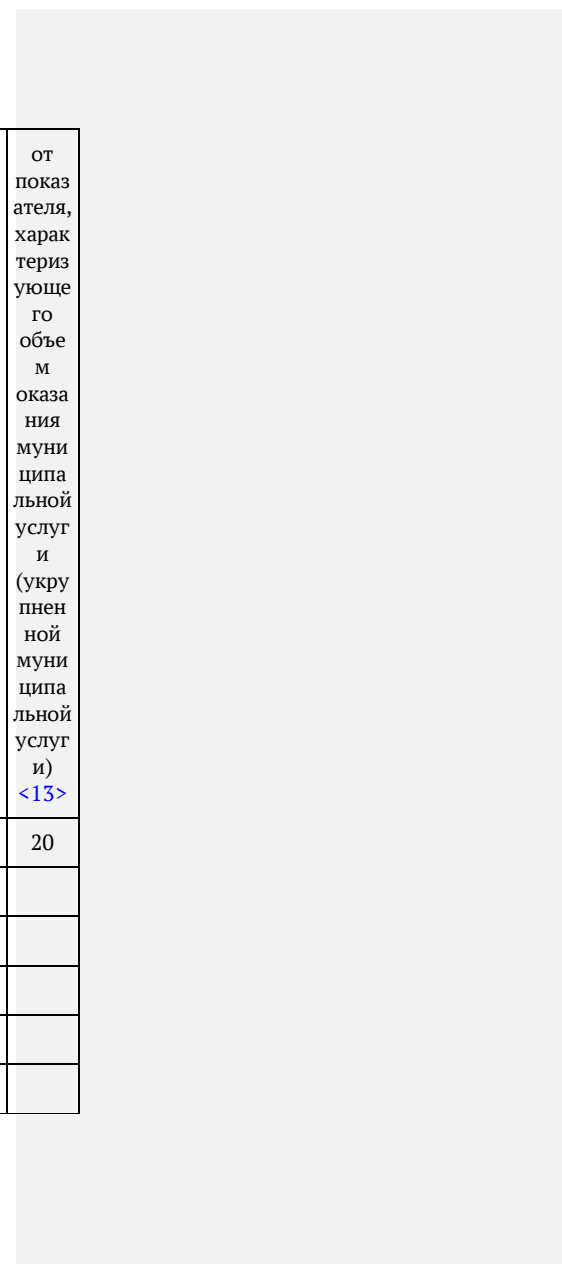 от
показ
ателя,
харак
териз
ующе
го
объе
м
оказа
ния
муни
ципа
льной
услуг
и
(укру
пнен
ной
муни
ципа
льной
услуг
и)
<13>
20